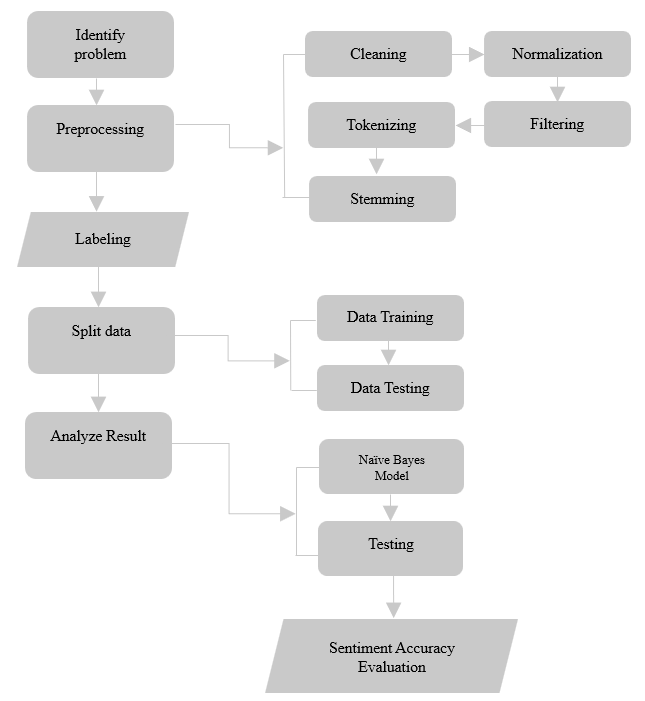 Identify
problem
Preprocessing
Labeling
Split data
Analyze Result
Cleaning
Normalization
Filtering
Tokenizing
Stemming
Data Training
Data Testing
Naïve Bayes
Model
Testing
Sentiment Accuracy
Evaluation